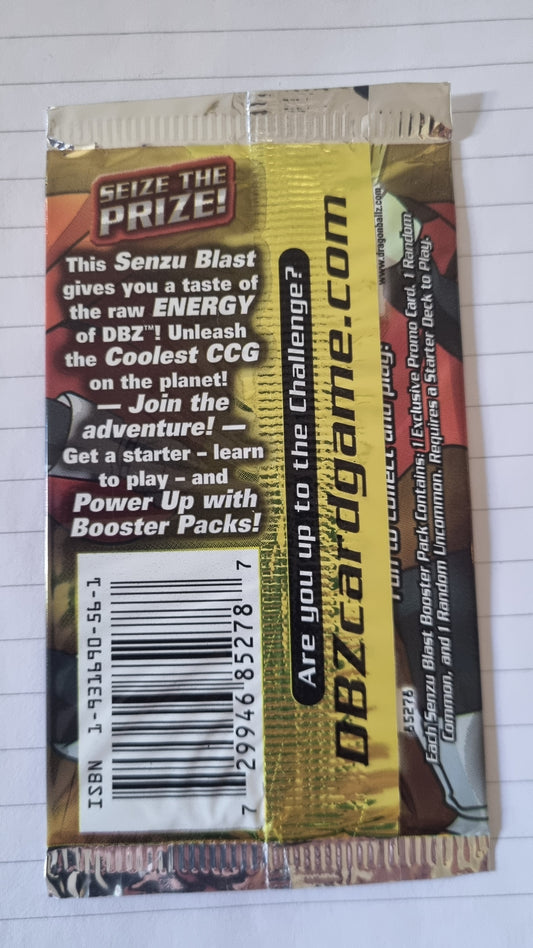 SEIZE THE
PRIZE!
This Senzu Blast
gives you a taste of
the raw ENERGY
of DBZ™! Unleash
the Coolest CCG
on the planet!
— Join the
adventure! —
Get a starter – learn
to play – and
Power Up with
Booster Packs!
ISBN 1-931690-56-1
7 29946 85278 7
Are you up to the Challenge?
DBZcardgame.com
www.dragonballz.com
to collect and play!
85278
Each Senzu Blast Booster Pack Contains: 1 Exclusive Promo Card, 1 Random
Common, and 1 Random Uncommon. Requires a Starter Deck to Play.